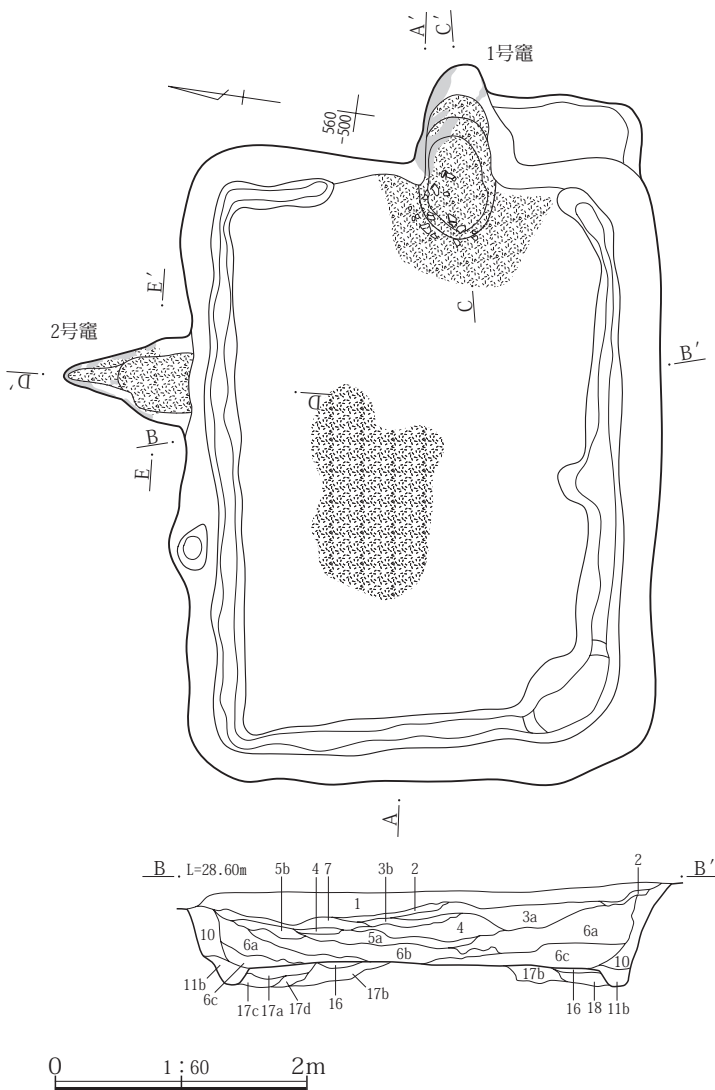 A′
C′
1号竈
560
-500
E′
2号竈
D′
B′
C
D
B
E
A
B
L=28.60m
5b
4
7
3b
2
2
B′
1
3a
4
10
6a
5a
6a
6b
6c
10
11b
6c
17b
17c
17a
17d
16
17b
16
18
11b
0
1：60
2m